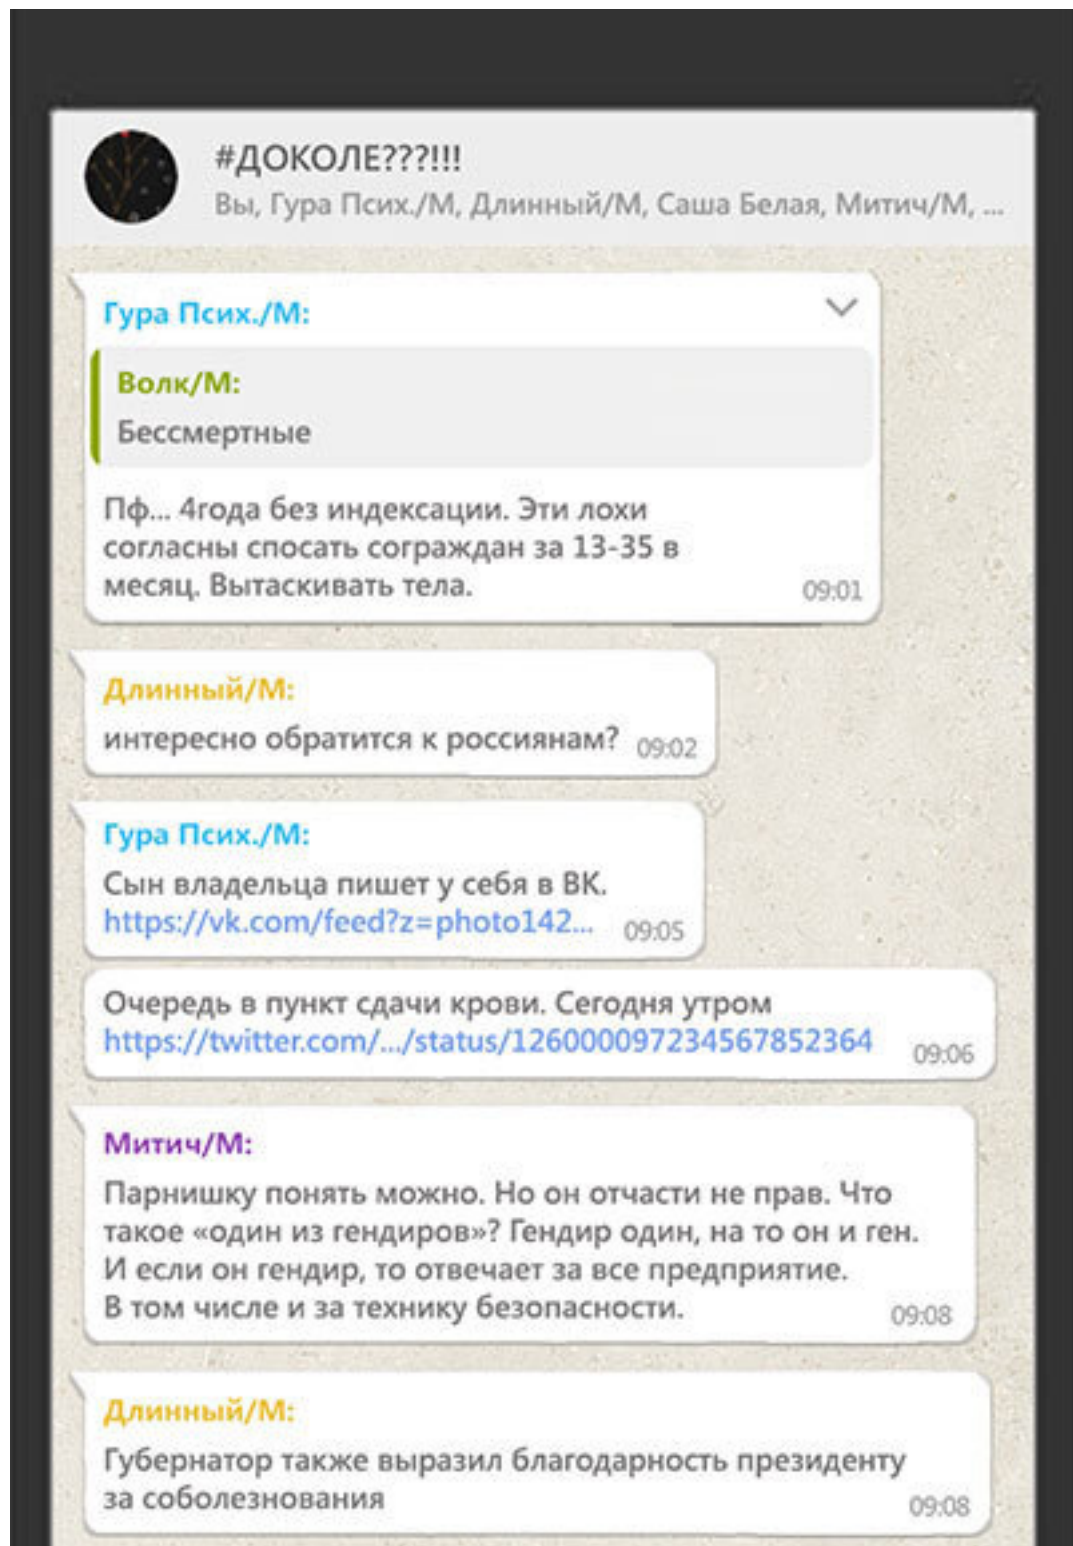 #ДОКОЛЕ???!!!
Вы, Гура Псих./М, Длинный/М, Саша Белая, Митич/М, ...
Гура Псих./М:
Волк/М:
Бессмертные
Пф... 4года без индексации. Эти лохи
согласны спосать сограждан за 13-35 в
месяц. Вытаскивать тела.
09:01
Длинный/М:
интересно обратится к россиянам? 09:02
Гура Псих./М:
Сын владельца пишет у себя в ВК.
https://vk.com/feed?z=photo142... 09:05
Очередь в пункт сдачи крови. Сегодня утром
https://twitter.com/.../status/126000097234567852364 09:06
Митич/М:
Парнишку понять можно. Но он отчасти не прав. Что
такое «один из гендиров»? Гендир один, на то он и ген.
И если он гендир, то отвечает за все предприятие.
В том числе и за технику безопасности. 09:08
Длинный/М:
Губернатор также выразил благодарность президенту
за соболезнования 09:08